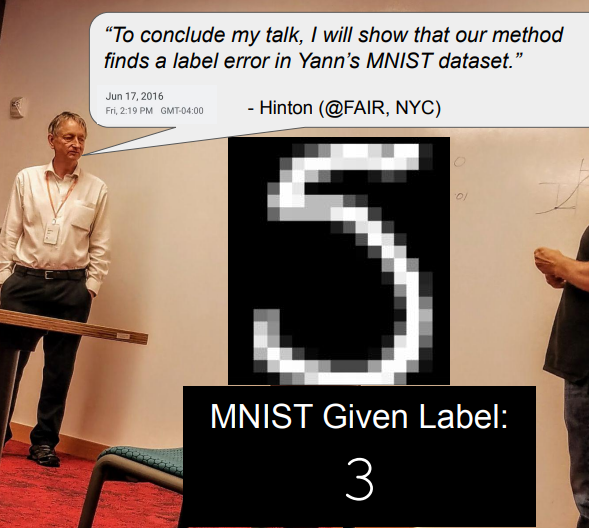 “To conclude my talk, I will show that our method
finds a label error in Yann’s MNIST dataset.”
Jun 17, 2016
Fri, 2:19 PM GMT-04:00
- Hinton (@FAIR, NYC)
5
MNIST Given Label:
3